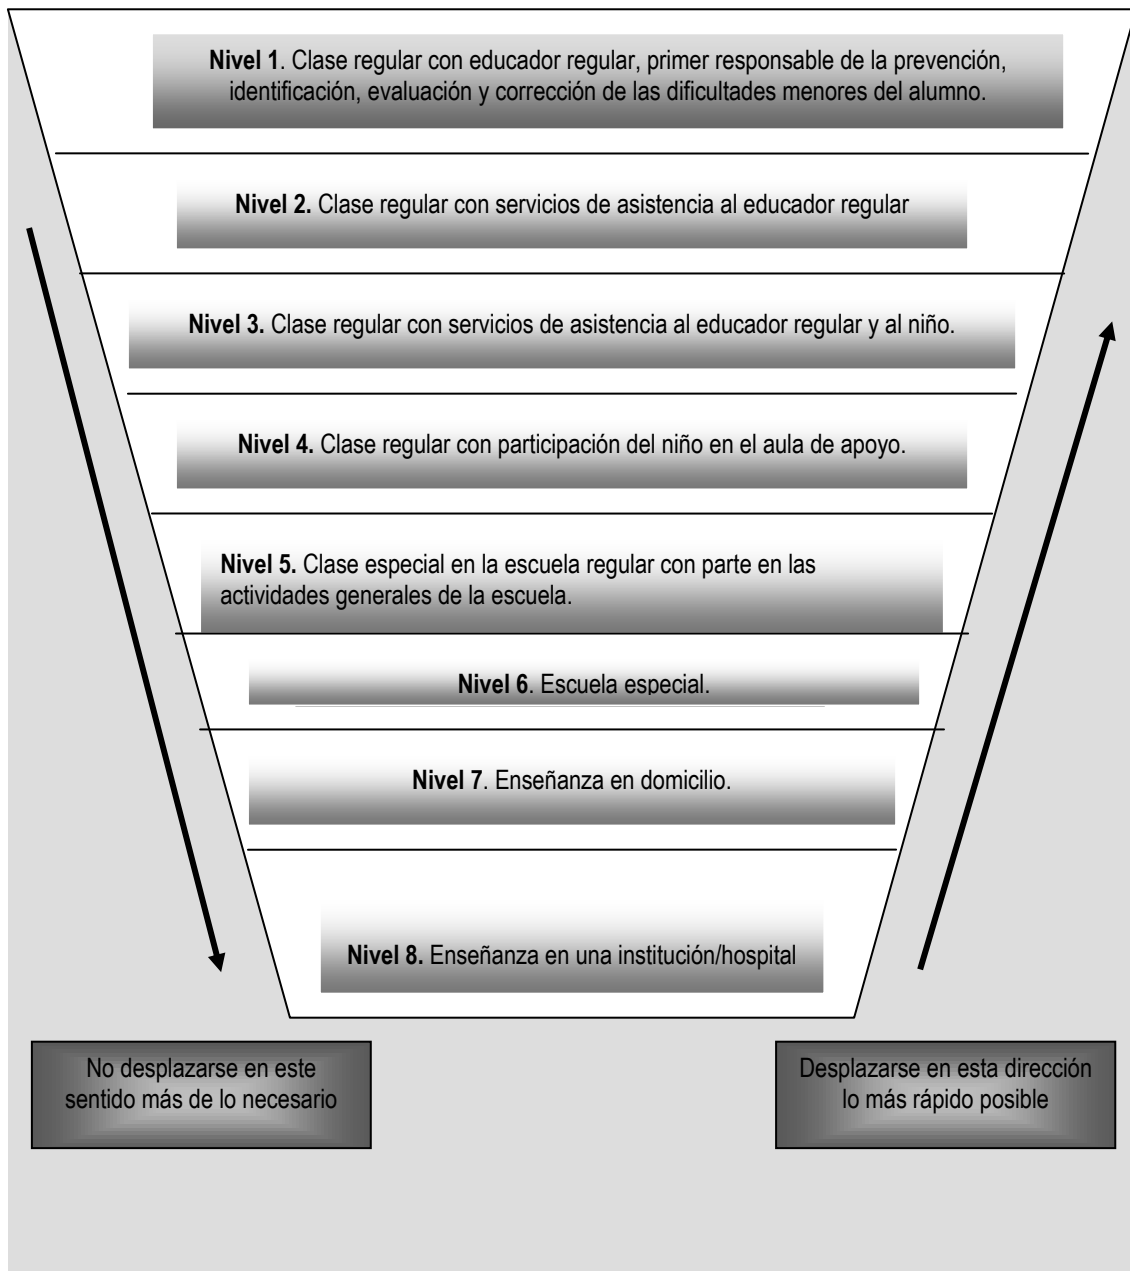 Nivel 1. Clase regular con educador regular, primer responsable de la prevención,
identificación, evaluación y corrección de las dificultades menores del alumno.
Nivel 2. Clase regular con servicios de asistencia al educador regular
Nivel 3. Clase regular con servicios de asistencia al educador regular y al niño.
Nivel 4. Clase regular con participación del niño en el aula de apoyo.
Nivel 5. Clase especial en la escuela regular con parte en las
actividades generales de la escuela.
Nivel 6. Escuela especial.
Nivel 7. Enseñanza en domicilio.
Nivel 8. Enseñanza en una institución/hospital
No desplazarse en este
sentido más de lo necesario
Desplazarse en esta dirección
lo más rápido posible